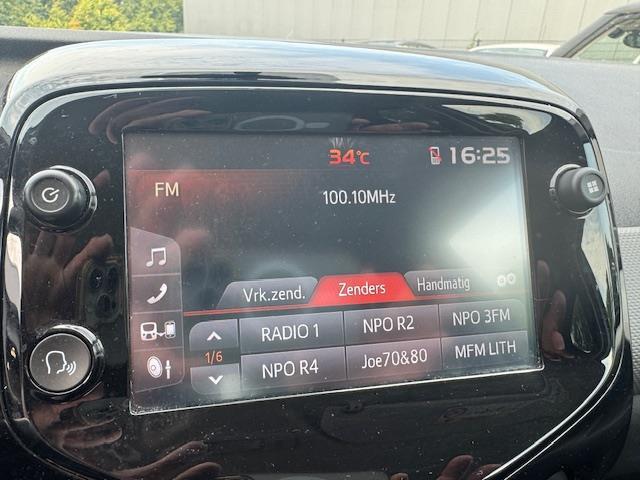 34°C
16:25
FM
100.10MHz
Vrk.zend.
Zenders
Handmatig
RADIO 1
NPO R2
NPO 3FM
1/6
NPO R4
Joe70&80
MFM LITH